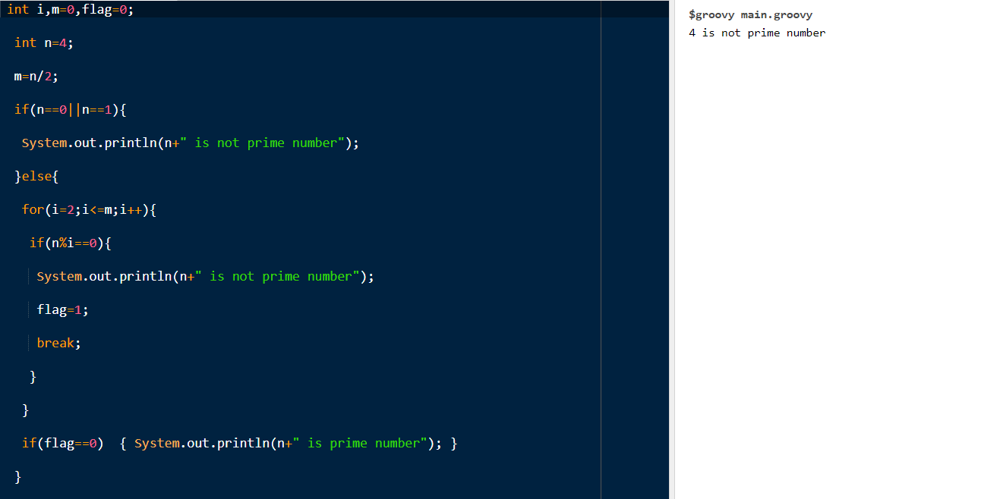 int i,m=0,flag=0;
int n=4;
m=n/2;
if(n==0||n==1){
System.out.println(n+" is not prime number");
}else{
for(i=2;i<=m;i++){
if(n%i==0){
System.out.println(n+" is not prime number");
flag=1;
break;
}
}
if(flag==0)  { System.out.println(n+" is prime number"); }
}
$groovy main.groovy
4 is not prime number